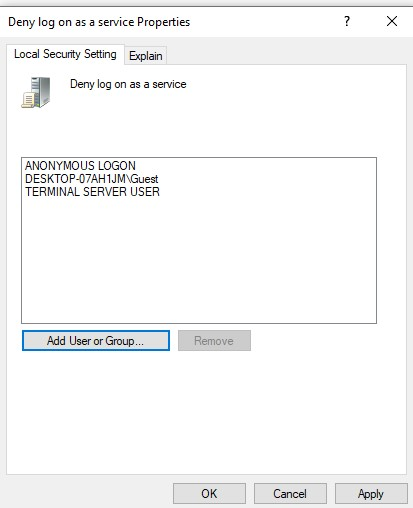 Deny log on as a service Properties
?
Local Security Setting
Explain
Deny log on as a service
ANONYMOUS LOGON
DESKTOP-07AH1JM\Guest
TERMINAL SERVER USER
Add User or Group...
Remove
OK
Cancel
Apply